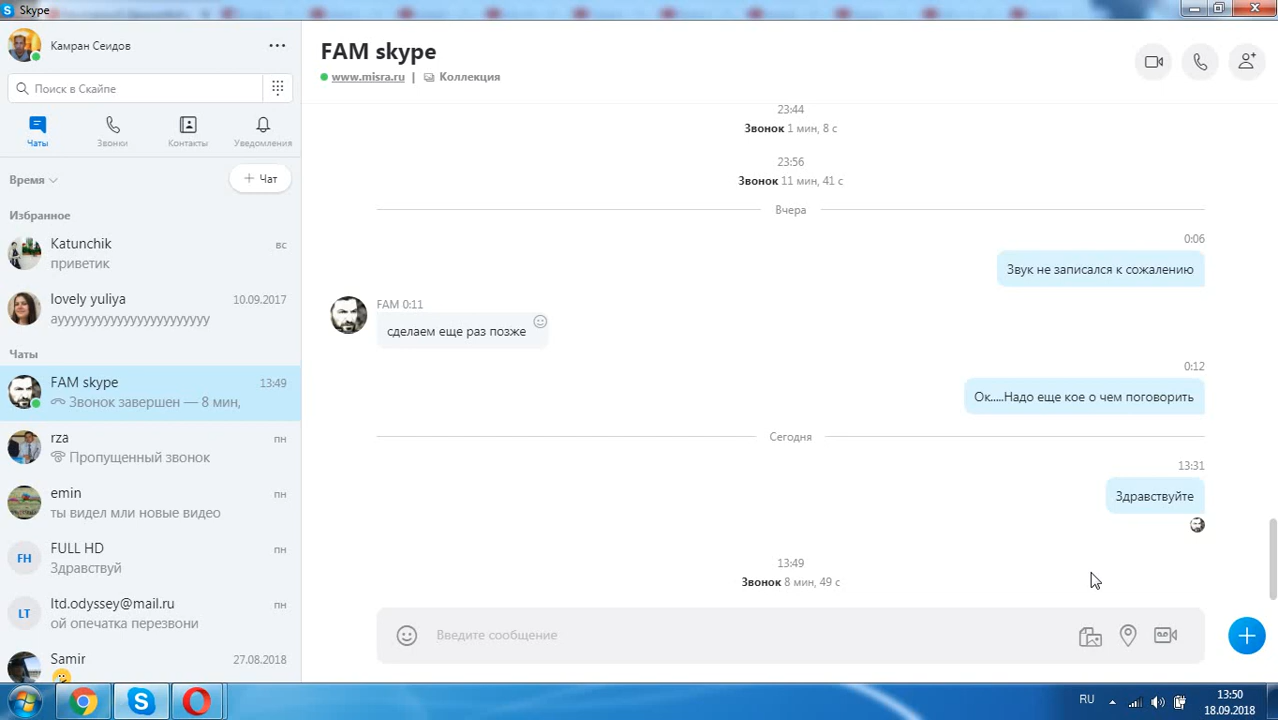 Skype
Камран Сеидов
Поиск в Скайпе
Чаты
Звонки
Контакты
Уведомления
Время
Чат
Избранное
Katunchik
вс
приветик
lovely yuliya
10.09.2017
ауууууууууууууууууууууу
Чаты
FAM skype
13:49
Звонок завершен — 8 мин,
rza
пн
Пропущенный звонок
emin
пн
ты видел мли новые видео
FH
FULL HD
пн
Здравствуй
LT
ltd.odyssey@mail.ru
пн
ой опечатка перезвони
Samir
27.08.2018
FAM skype
www.misra.ru | Коллекция
23:44
Звонок 1 мин, 8 с
23:56
Звонок 11 мин, 41 с
Вчера
0:06
Звук не записался к сожалению
FAM 0:11
сделаем еще раз позже
0:12
Ок.....Надо еще кое о чем поговорить
Сегодня
13:31
Здравствуйте
13:49
Звонок 8 мин, 49 с
Введите сообщение
RU
13:50
18.09.2018